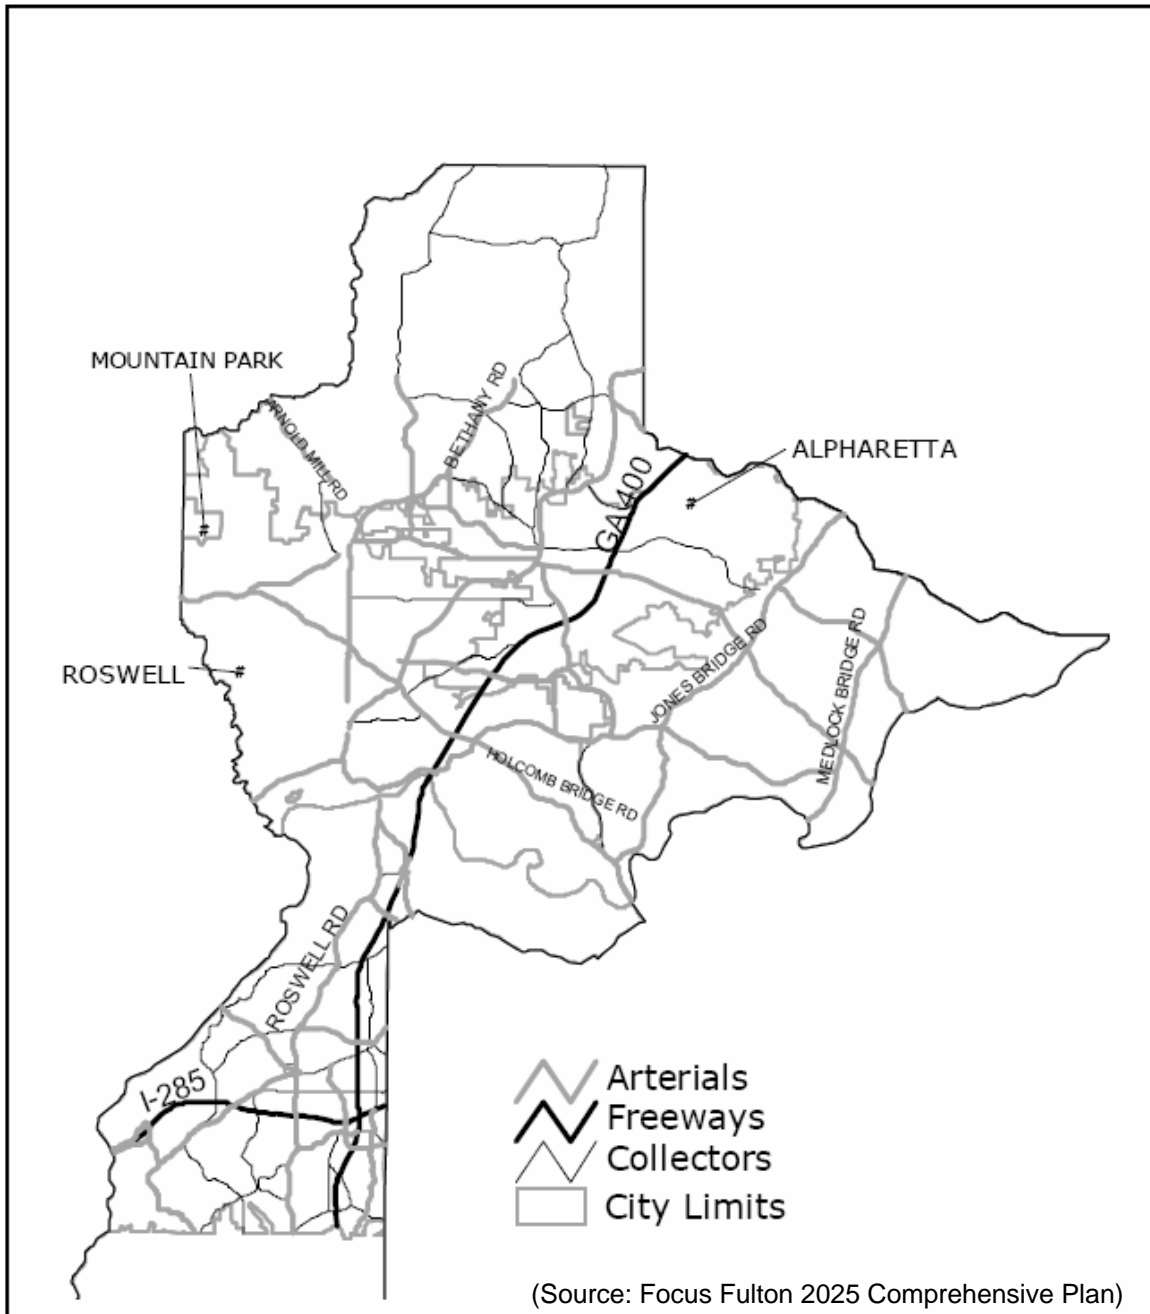 MOUNTAIN PARK
ARNOLD MILL RD
BETHANY RD
GA 400
ALPHARETTA
#
#
ROSWELL
#
JONES BRIDGE RD
MEDLOCK BRIDGE RD
HOLCOMB BRIDGE RD
ROSWELL RD
I-285
Arterials
Freeways
Collectors
City Limits
(Source: Focus Fulton 2025 Comprehensive Plan)